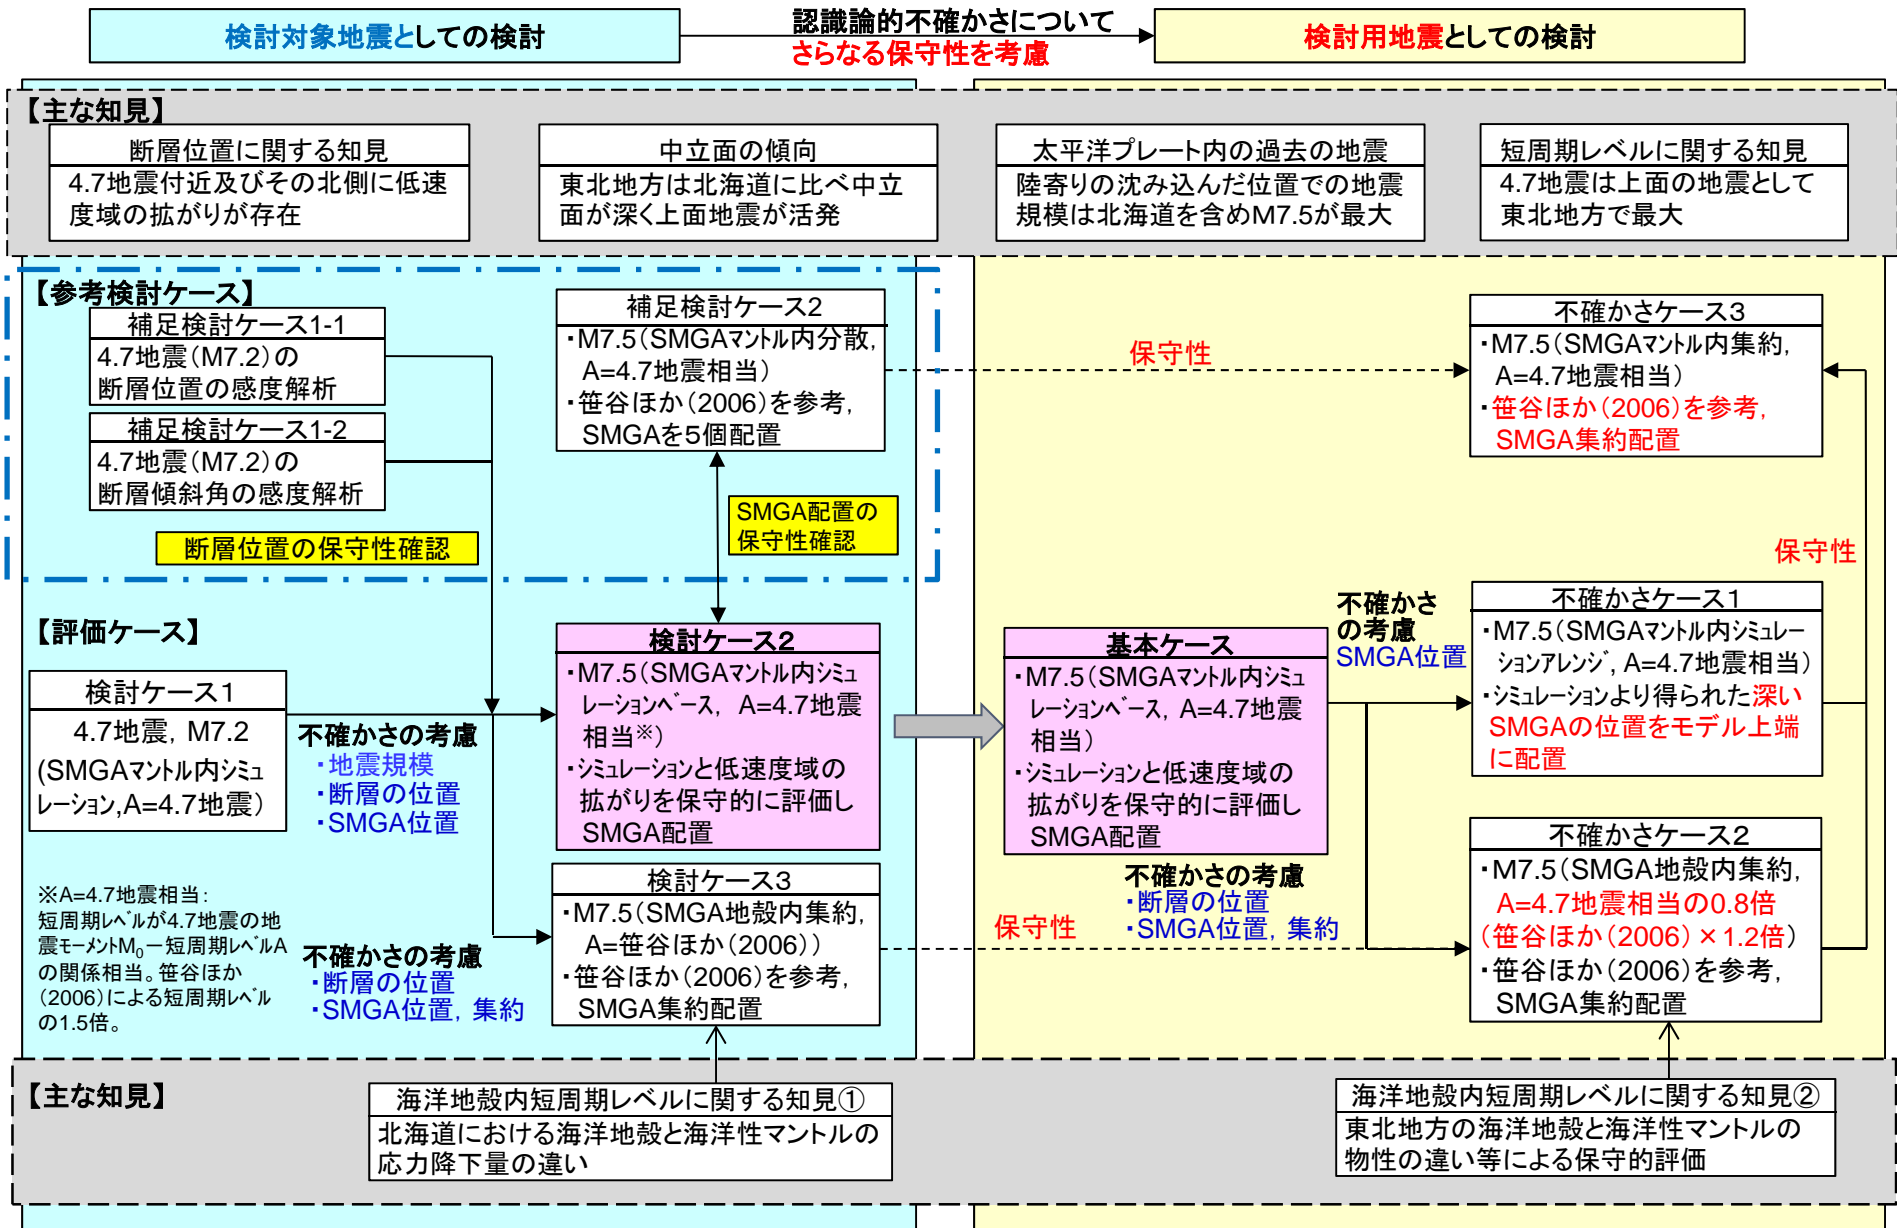 検討対象地震としての検討
認識論的不確かさについて
さらなる保守性を考慮
検討用地震としての検討
【主な知見】
断層位置に関する知見
4.7地震付近及びその北側に低速
度域の拡がりが存在
中立面の傾向
東北地方は北海道に比べ中立
面が深く上面地震が活発
太平洋プレート内の過去の地震
陸寄りの沈み込んだ位置での地震
規模は北海道を含めM7.5が最大
短周期レベルに関する知見
4.7地震は上面の地震として
東北地方で最大
【参考検討ケース】
補足検討ケース1-1
4.7地震(M7.2)の
断層位置の感度解析
補足検討ケース1-2
4.7地震(M7.2)の
断層傾斜角の感度解析
断層位置の保守性確認
補足検討ケース2
・M7.5(SMGAマントル内分散,
A=4.7地震相当)
・笹谷ほか(2006)を参考,
SMGAを5個配置
SMGA配置の
保守性確認
保守性
不確かさケース3
・M7.5(SMGAマントル内集約,
A=4.7地震相当)
・笹谷ほか(2006)を参考,
SMGA集約配置
保守性
【評価ケース】
検討ケース1
4.7地震, M7.2
(SMGAマントル内シミュ
レーション,A=4.7地震)
不確かさの考慮
・地震規模
・断層の位置
・SMGA位置
検討ケース2
・M7.5(SMGAマントル内シミュ
レーションベース, A=4.7地震
相当※)
・シミュレーションと低速度域の
拡がりを保守的に評価し
SMGA配置
基本ケース
・M7.5(SMGAマントル内シミュ
レーションベース, A=4.7地震
相当)
・シミュレーションと低速度域の
拡がりを保守的に評価し
SMGA配置
不確かさ
の考慮
SMGA位置
不確かさケース1
・M7.5(SMGAマントル内シミュレー
ションアレンジ, A=4.7地震相当)
・シミュレーションより得られた深い
SMGAの位置をモデル上端
に配置
※A=4.7地震相当:
短周期レベルが4.7地震の地
震モーメントM0-短周期レベルA
の関係相当。笹谷ほか
(2006)による短周期レベル
の1.5倍。
不確かさの考慮
・断層の位置
・SMGA位置, 集約
検討ケース3
・M7.5(SMGA地殻内集約,
A=笹谷ほか(2006))
・笹谷ほか(2006)を参考,
SMGA集約配置
保守性
不確かさの考慮
・断層の位置
・SMGA位置, 集約
不確かさケース2
・M7.5(SMGA地殻内集約,
A=4.7地震相当の0.8倍
(笹谷ほか(2006)×1.2倍)
・笹谷ほか(2006)を参考,
SMGA集約配置
【主な知見】
海洋地殻内短周期レベルに関する知見①
北海道における海洋地殻と海洋性マントルの
応力降下量の違い
海洋地殻内短周期レベルに関する知見②
東北地方の海洋地殻と海洋性マントルの
物性の違い等による保守的評価